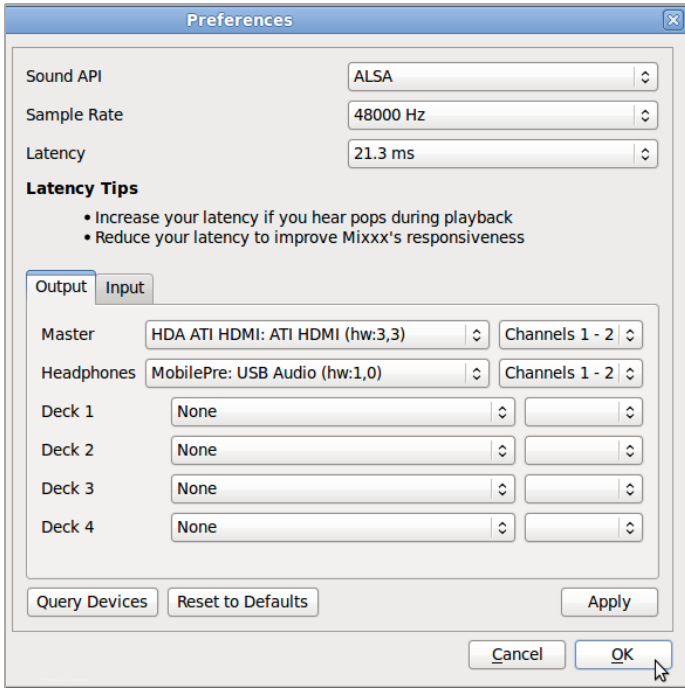 Preferences
Sound API ALSA
Sample Rate 48000 Hz
Latency 21.3 ms
Latency Tips
• Increase your latency if you hear pops during playback
• Reduce your latency to improve Mixxx's responsiveness
Output Input
Master HDA ATI HDMI: ATI HDMI (hw:3,3) Channels 1 - 2
Headphones MobilePre: USB Audio (hw:1,0) Channels 1 - 2
Deck 1 None
Deck 2 None
Deck 3 None
Deck 4 None
Query Devices Reset to Defaults Apply
Cancel OK